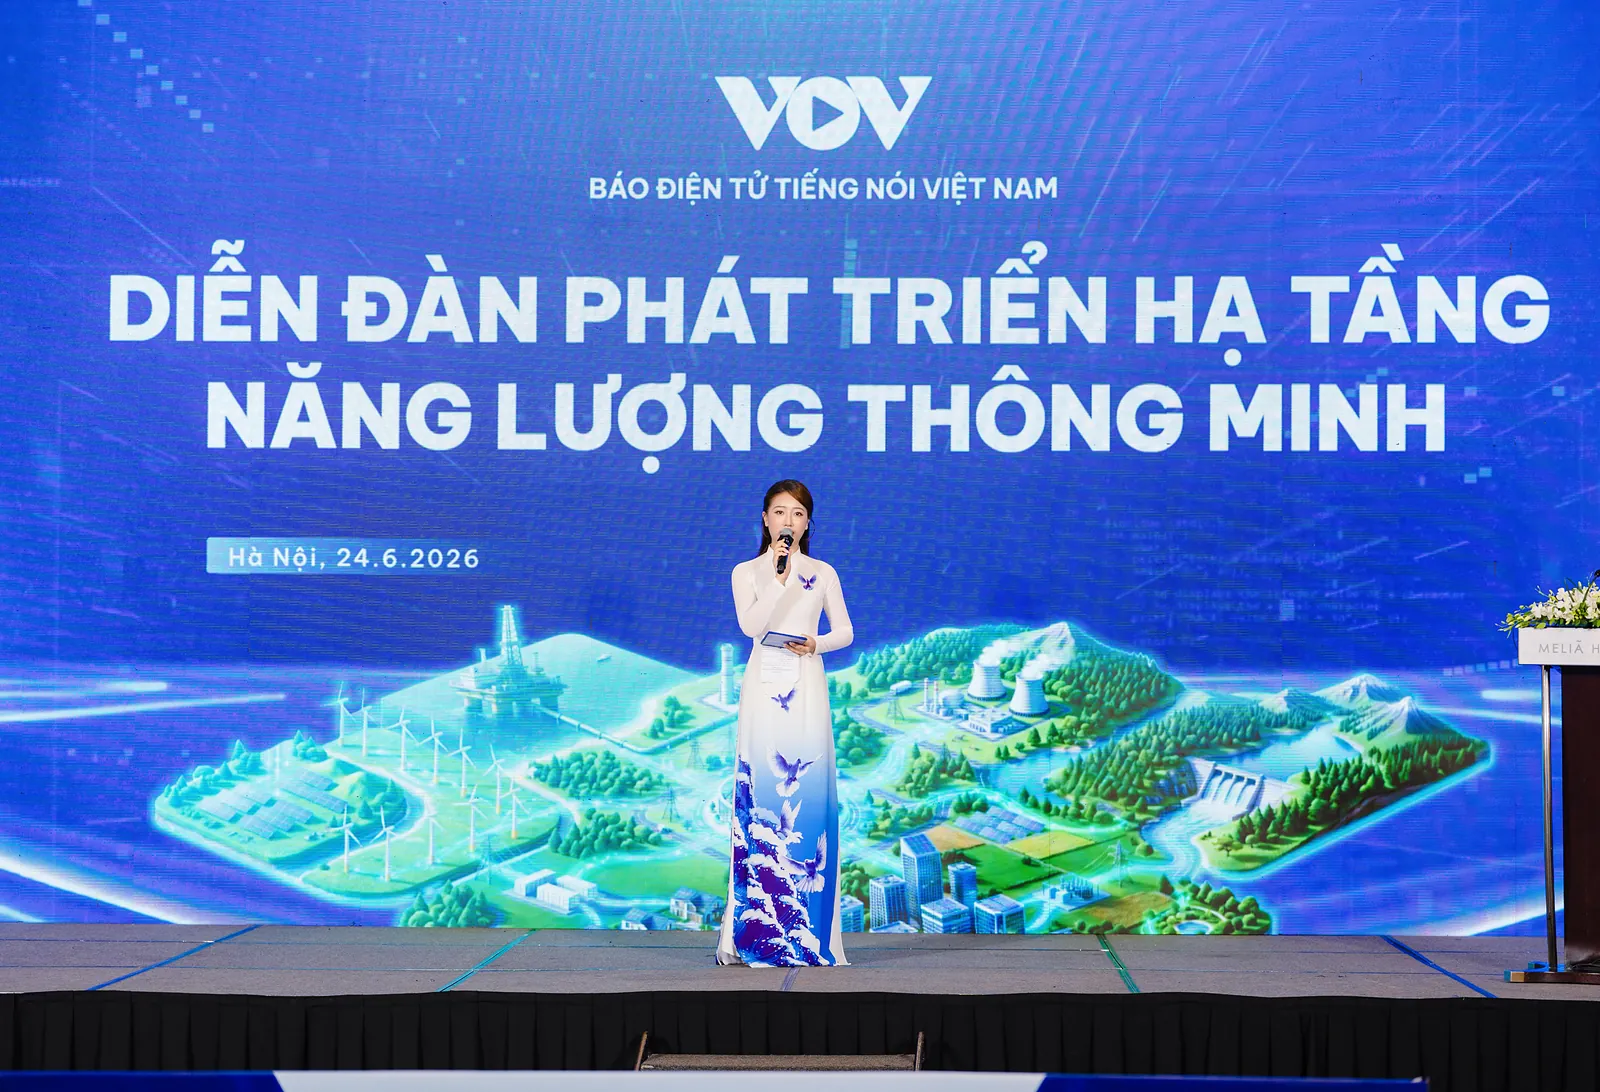 VOV
BÁO ĐIỆN TỬ TIẾNG NÓI VIỆT NAM
DIỄN ĐÀN PHÁT TRIỂN HẠ TẦNG
NĂNG LƯỢNG THÔNG MINH
Hà Nội, 24.6.2026
MELIÃ H